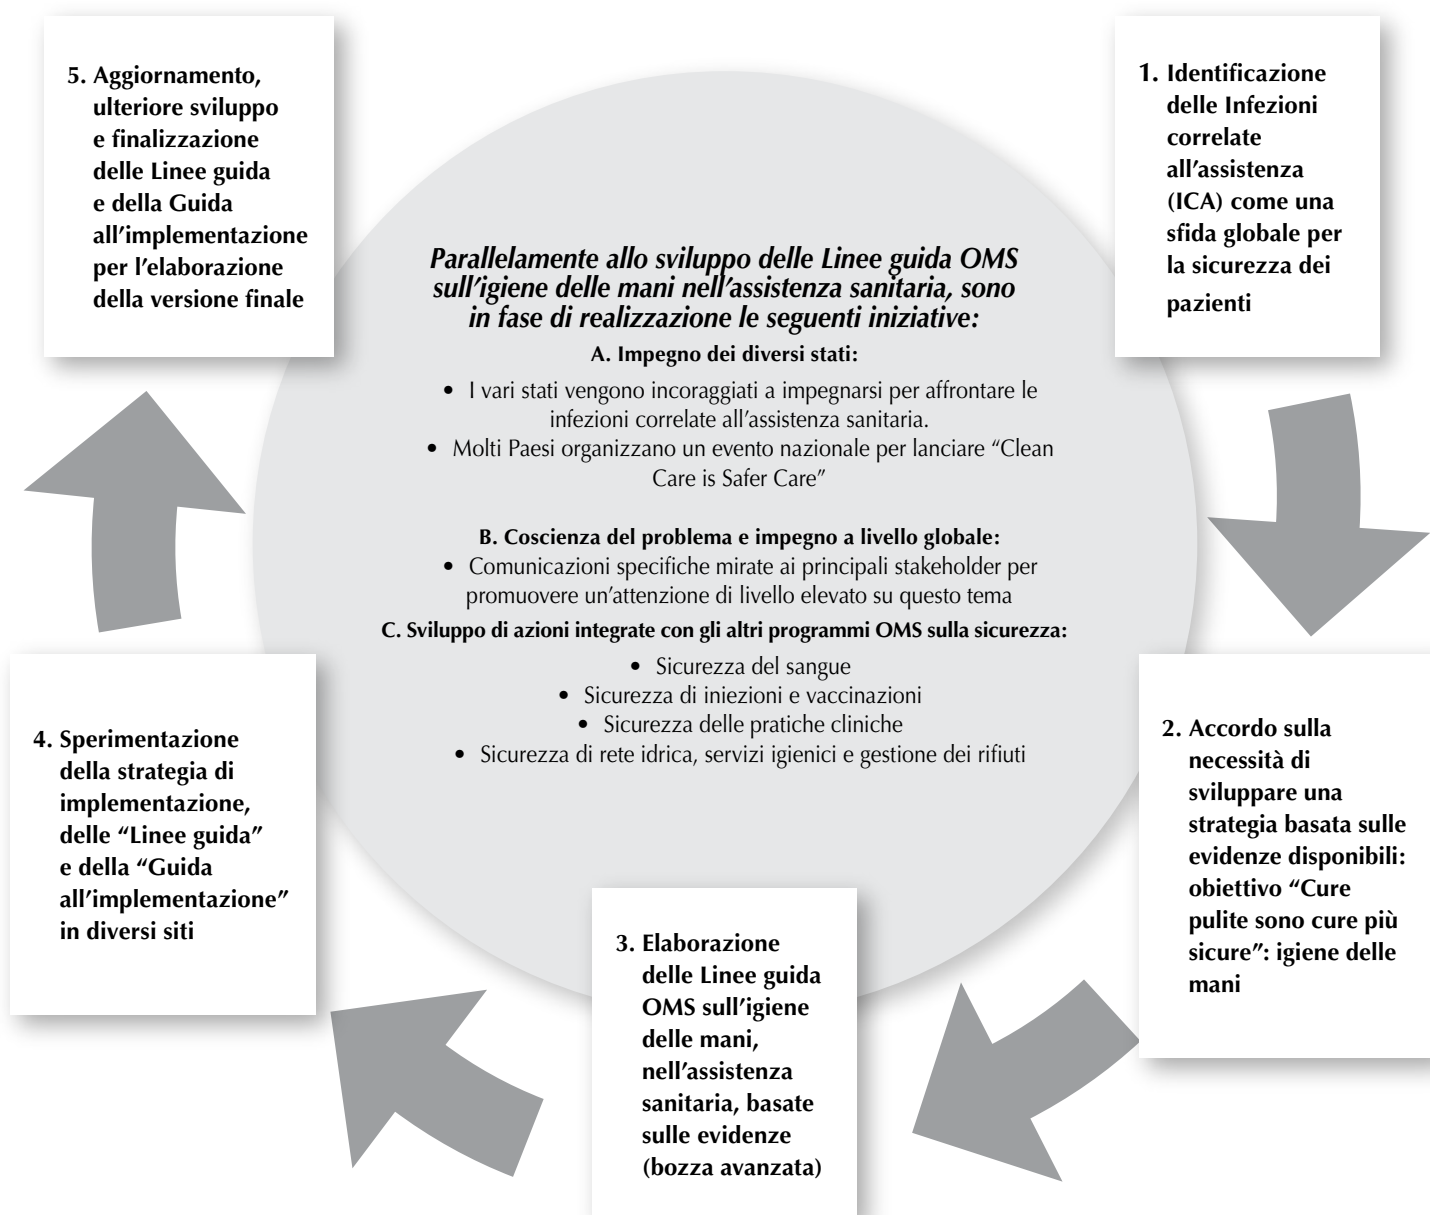 5. Aggiornamento,
ulteriore sviluppo
e finalizzazione
delle Linee guida
e della Guida
all'implementazione
per l'elaborazione
della versione finale
1. Identificazione
delle Infezioni
correlate
all'assistenza
(ICA) come una
sfida globale per
la sicurezza dei
pazienti
Parallelamente allo sviluppo delle Linee guida OMS
sull'igiene delle mani nell'assistenza sanitaria, sono
in fase di realizzazione le seguenti iniziative:
A. Impegno dei diversi stati:
• I vari stati vengono incoraggiati a impegnarsi per affrontare le
infezioni correlate all'assistenza sanitaria.
• Molti Paesi organizzano un evento nazionale per lanciare “Clean
Care is Safer Care”
B. Coscienza del problema e impegno a livello globale:
• Comunicazioni specifiche mirate ai principali stakeholder per
promuovere un'attenzione di livello elevato su questo tema
C. Sviluppo di azioni integrate con gli altri programmi OMS sulla sicurezza:
• Sicurezza del sangue
• Sicurezza di iniezioni e vaccinazioni
• Sicurezza delle pratiche cliniche
• Sicurezza di rete idrica, servizi igienici e gestione dei rifiuti
2. Accordo sulla
necessità di
sviluppare una
strategia basata sulle
evidenze disponibili:
obiettivo “Cure
pulite sono cure più
sicure”: igiene delle
mani
3. Elaborazione
delle Linee guida
OMS sull'igiene
delle mani,
nell'assistenza
sanitaria, basate
sulle evidenze
(bozza avanzata)
4. Sperimentazione
della strategia di
implementazione,
delle “Linee guida”
e della “Guida
all'implementazione”
in diversi siti